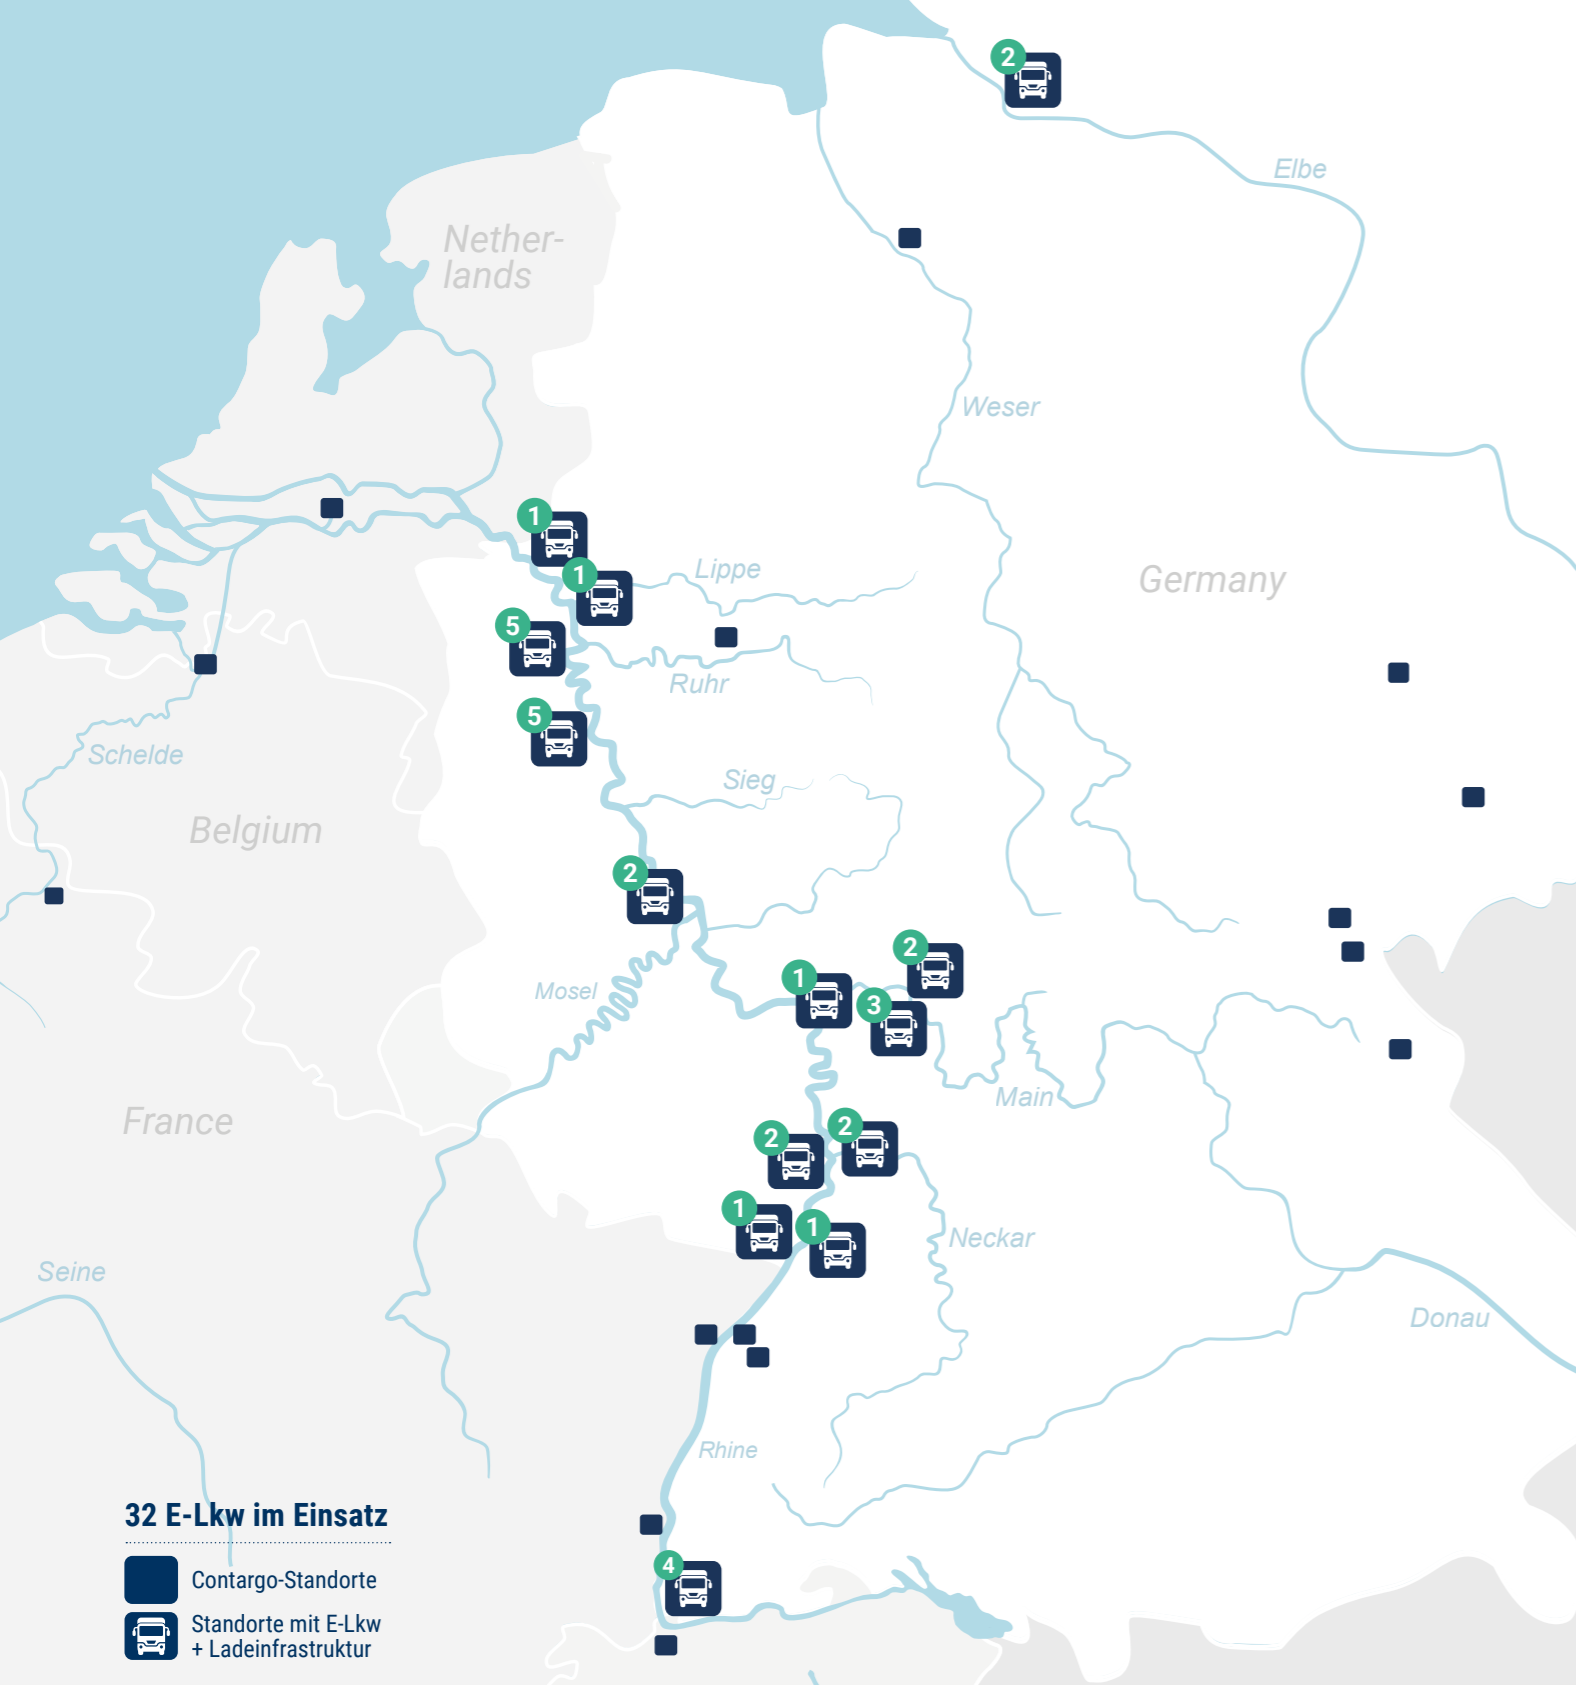 2
Elbe
Nether-
lands
Weser
1
1
Lippe
Germany
5
Ruhr
5
Schelde
Sieg
Belgium
2
2
1
3
Mosel
Main
France
2
2
1
1
Neckar
Seine
Donau
Rhine
32 E-Lkw im Einsatz
Contargo-Standorte
4
Standorte mit E-Lkw
+ Ladeinfrastruktur